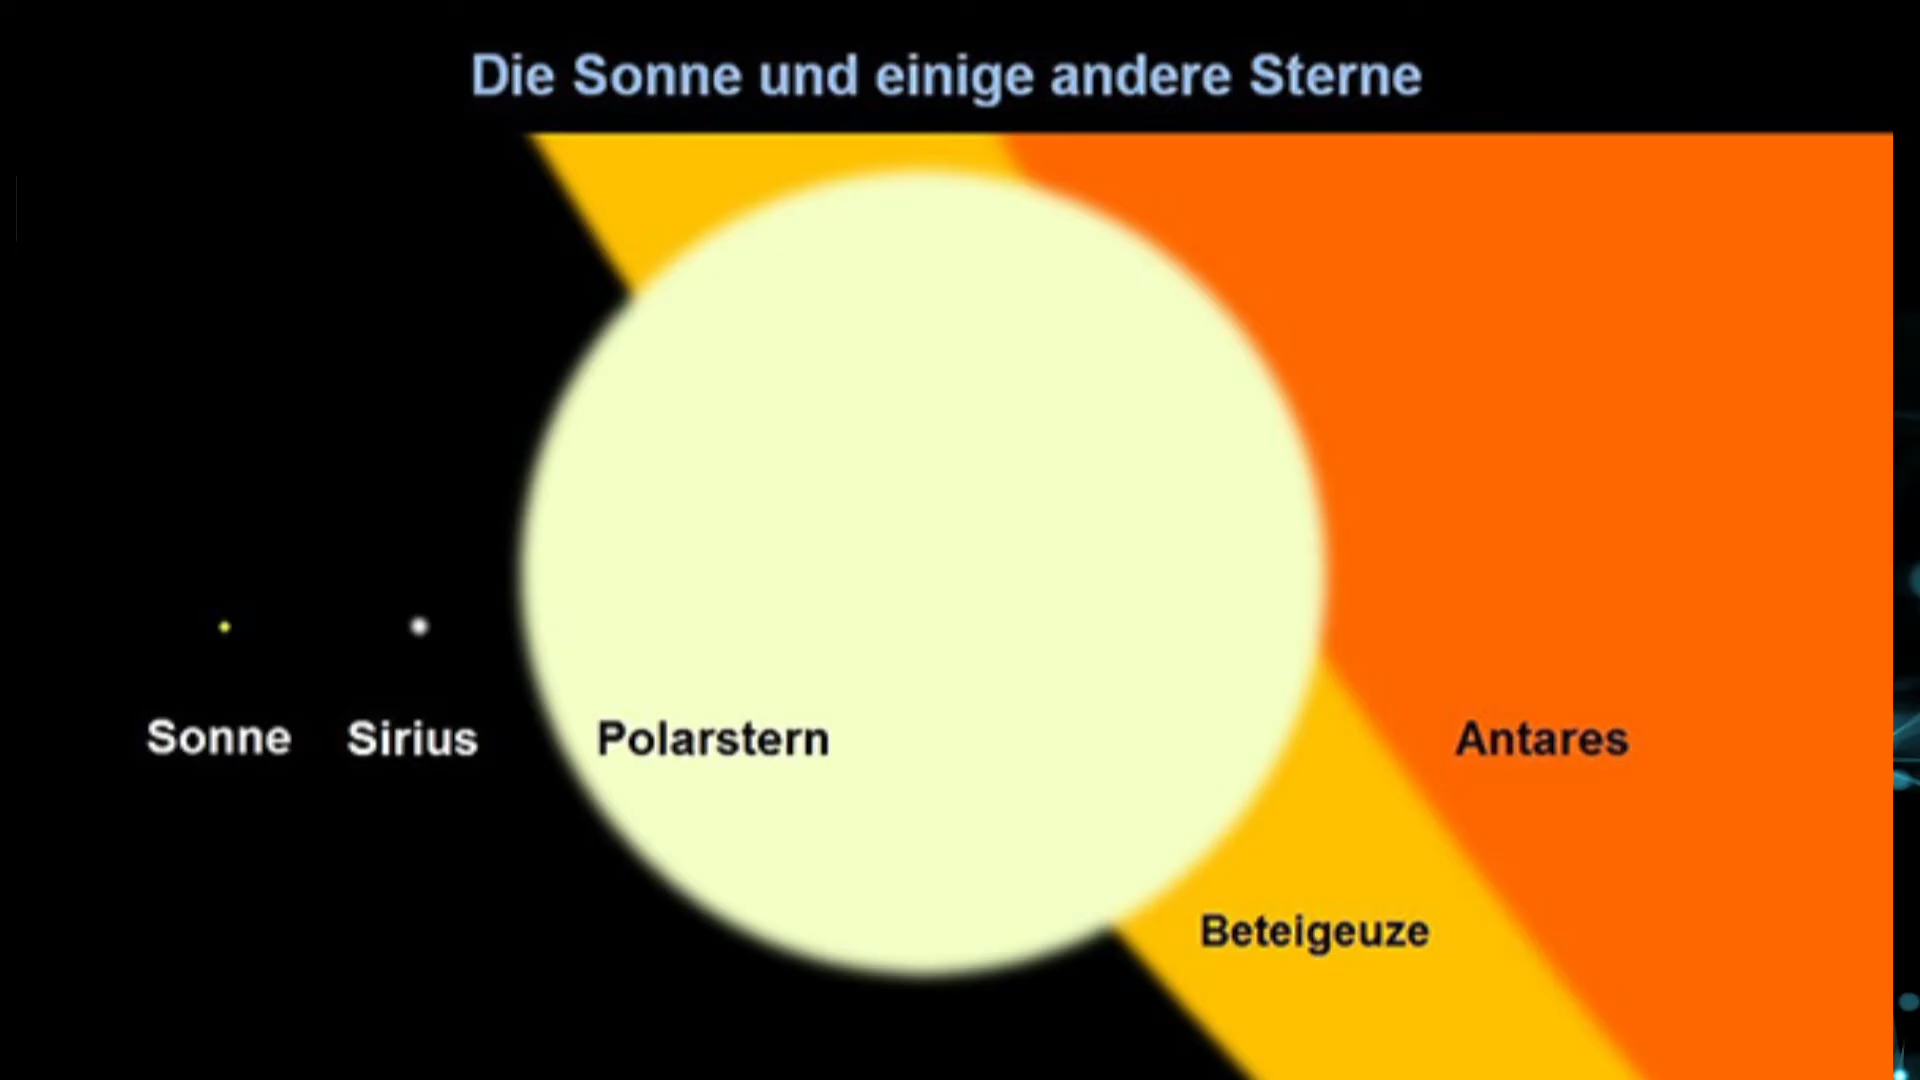 Die Sonne und einige andere Sterne
Sonne
Sirius
Polarstern
Antares
Beteigeuze